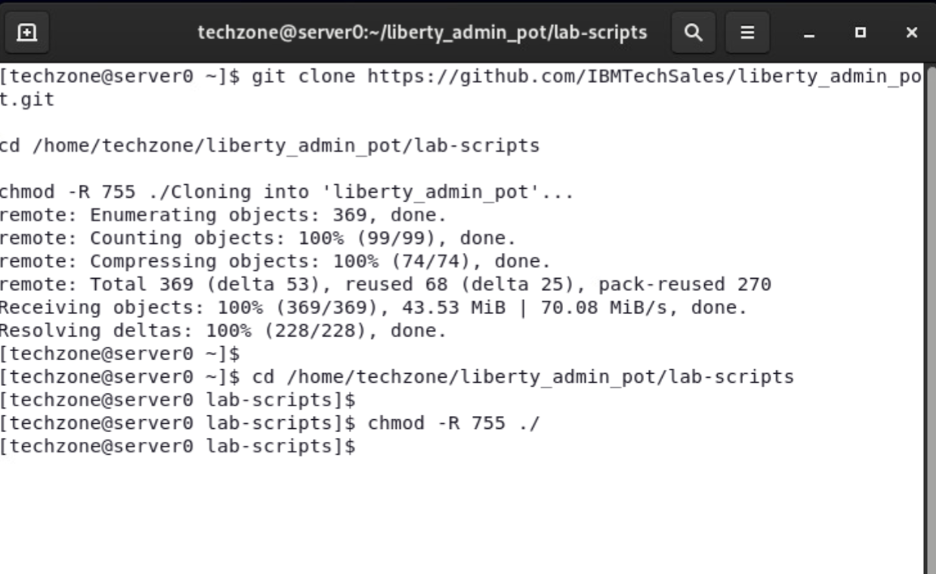 techzone@server0:~/liberty_admin_pot/lab-scripts
[techzone@server0 ~]$ git clone https://github.com/IBMTechSales/liberty_admin_po
t.git
cd /home/techzone/liberty_admin_pot/lab-scripts
chmod -R 755 ./Cloning into 'liberty_admin_pot'...
remote: Enumerating objects: 369, done.
remote: Counting objects: 100% (99/99), done.
remote: Compressing objects: 100% (74/74), done.
remote: Total 369 (delta 53), reused 68 (delta 25), pack-reused 270
Receiving objects: 100% (369/369), 43.53 MiB | 70.08 MiB/s, done.
Resolving deltas: 100% (228/228), done.
[techzone@server0 ~]$
[techzone@server0 ~]$ cd /home/techzone/liberty_admin_pot/lab-scripts
[techzone@server0 lab-scripts]$
[techzone@server0 lab-scripts]$ chmod -R 755 ./
[techzone@server0 lab-scripts]$